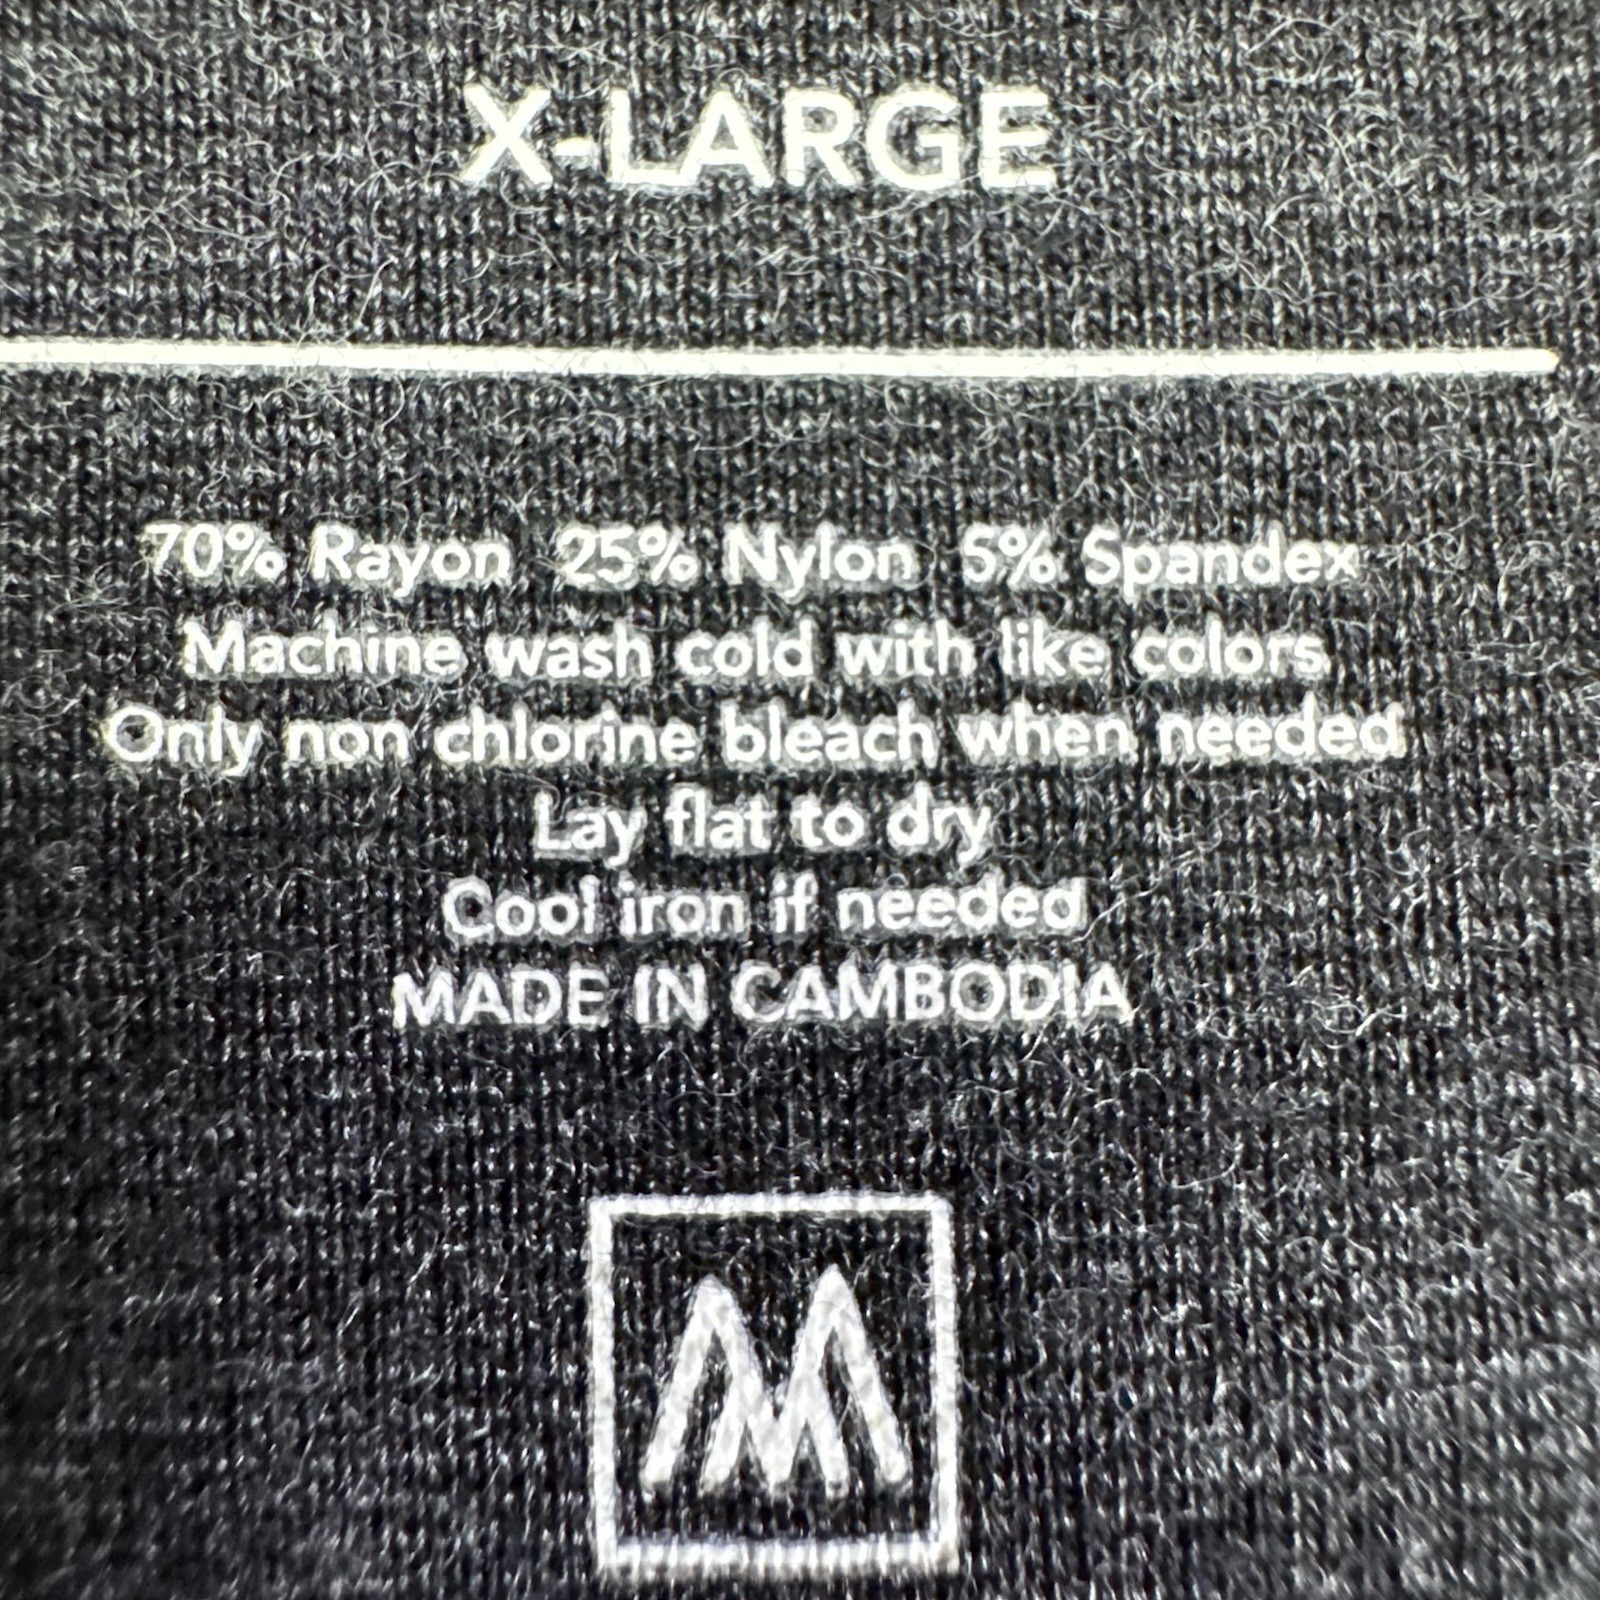 X-LARGE
70% Rayon 25% Nylon 5% Spandex
Machine wash cold with like colors
Only non chlorine bleach when needed
Lay flat to dry
Cool iron if needed
MADE IN CAMBODIA